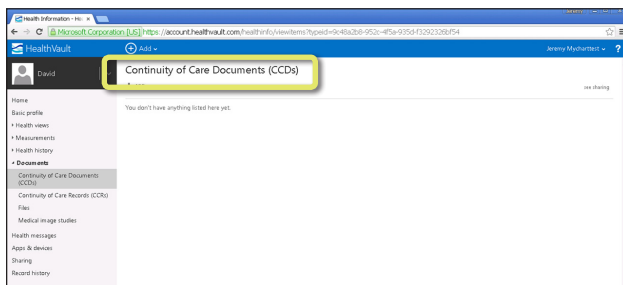 Health Information - He
Microsoft Corporation [US] https://account.healthvault.com/healthinfo/viewitems?typeid=9c48a2b8-952c-4f5a-935d-f3292326bf54
HealthVault
Add
Jeremy Mycharttest
?
David
Continuity of Care Documents (CCDs)
see sharing
You don't have anything listed here yet.
Home
Basic profile
Health views
Measurements
Health history
Documents
Continuity of Care Documents
(CCDs)
Continuity of Care Records (CCRs)
Files
Medical image studies
Health messages
Apps & devices
Sharing
Record history